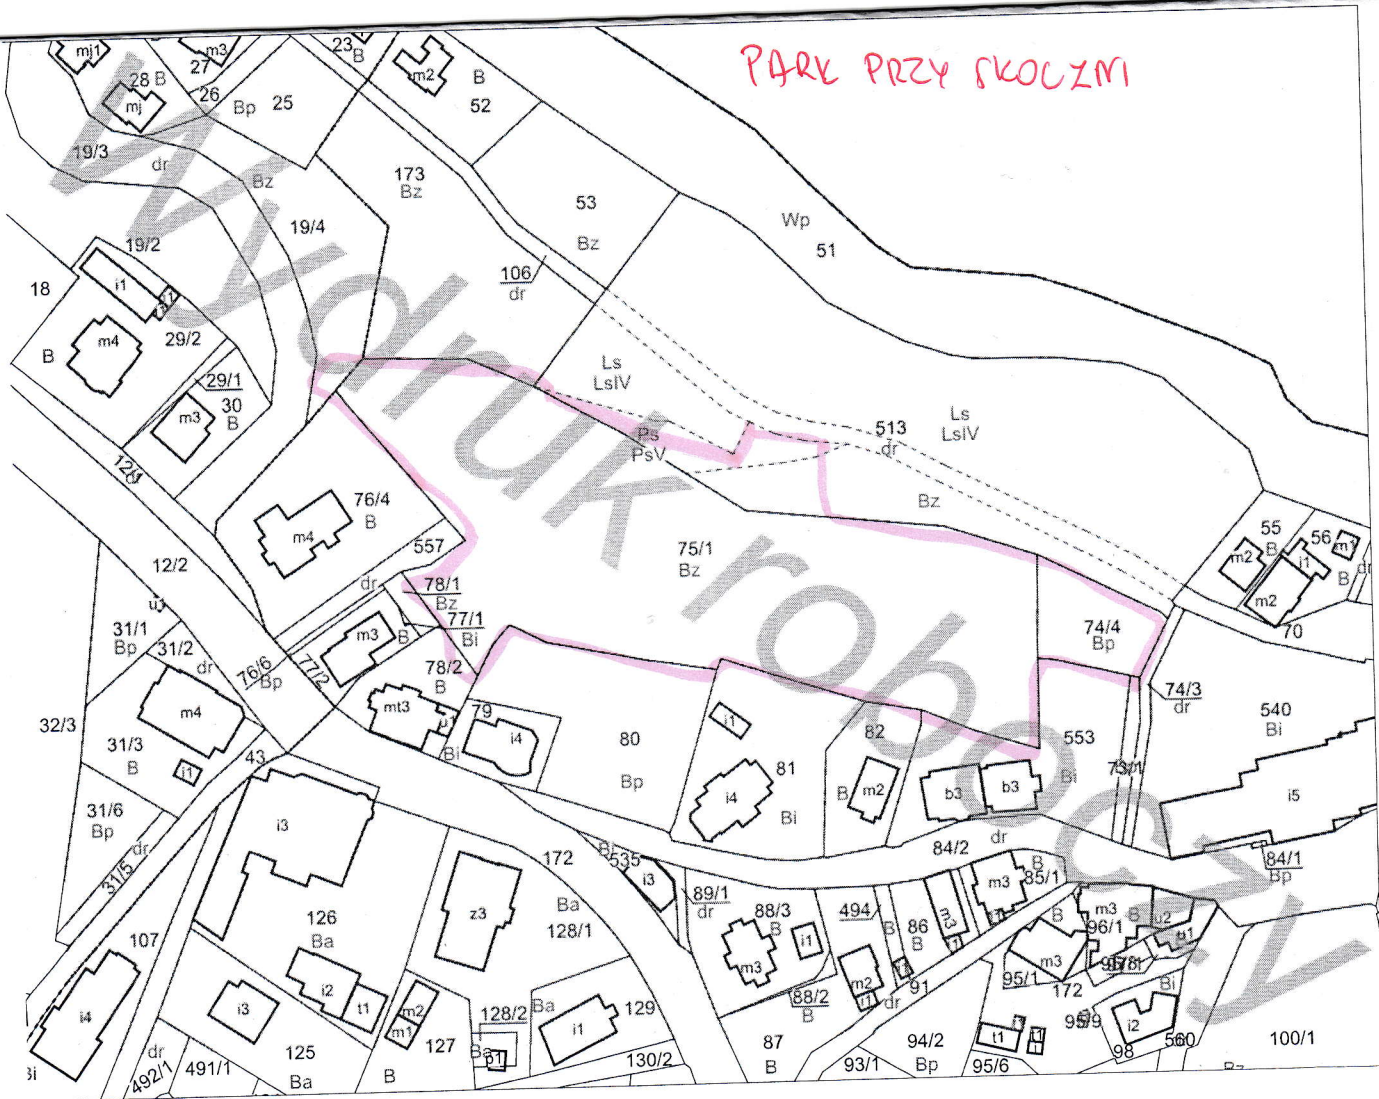 PARK PRZY SKOCZNI
Wydruk roboczy
mj1
m3
23
B
28 B
27
m2
B
52
mj
26
Bp
25
19/3
dr
Bz
173
Bz
53
Bz
Wp
51
19/4
19/2
18
i1
106
dr
29/2
m4
B
29/1
30
B
m3
Ls
LsIV
Ls
LsIV
513
dr
Ps
PsV
Bz
12/1
76/4
B
m4
557
dr
75/1
Bz
55
B
m2
56
i1
m1
B
dr
m2
70
12/2
78/1
Bz
77/1
Bi
m3
B
31/1
Bp
31/2
dr
76/6
Bp
77/2
78/2
B
74/4
Bp
74/3
dr
540
Bi
m4
mt3
79
i4
Bi
80
Bp
i1
82
553
Bi
73/1
32/3
31/3
B
i1
43
81
i4
Bi
B
m2
b3
b3
i5
31/6
Bp
dr
31/5
i3
172
535
i3
84/2
dr
B
85/1
84/1
Bp
z3
Ba
128/1
89/1
dr
88/3
B
494
B
86
B
m3
m3
m3
96/1
B
u2
126
Ba
i1
m3
m3
107
i4
i3
i2
t1
m2
m1
128/2
Ba
i1
129
m2
i1
dr
91
95/1
172
Bi
88/2
B
i2
dr
492/1
491/1
125
Ba
B
127
130/2
87
B
93/1
94/2
Bp
t1
95/6
98
100/1
Bz